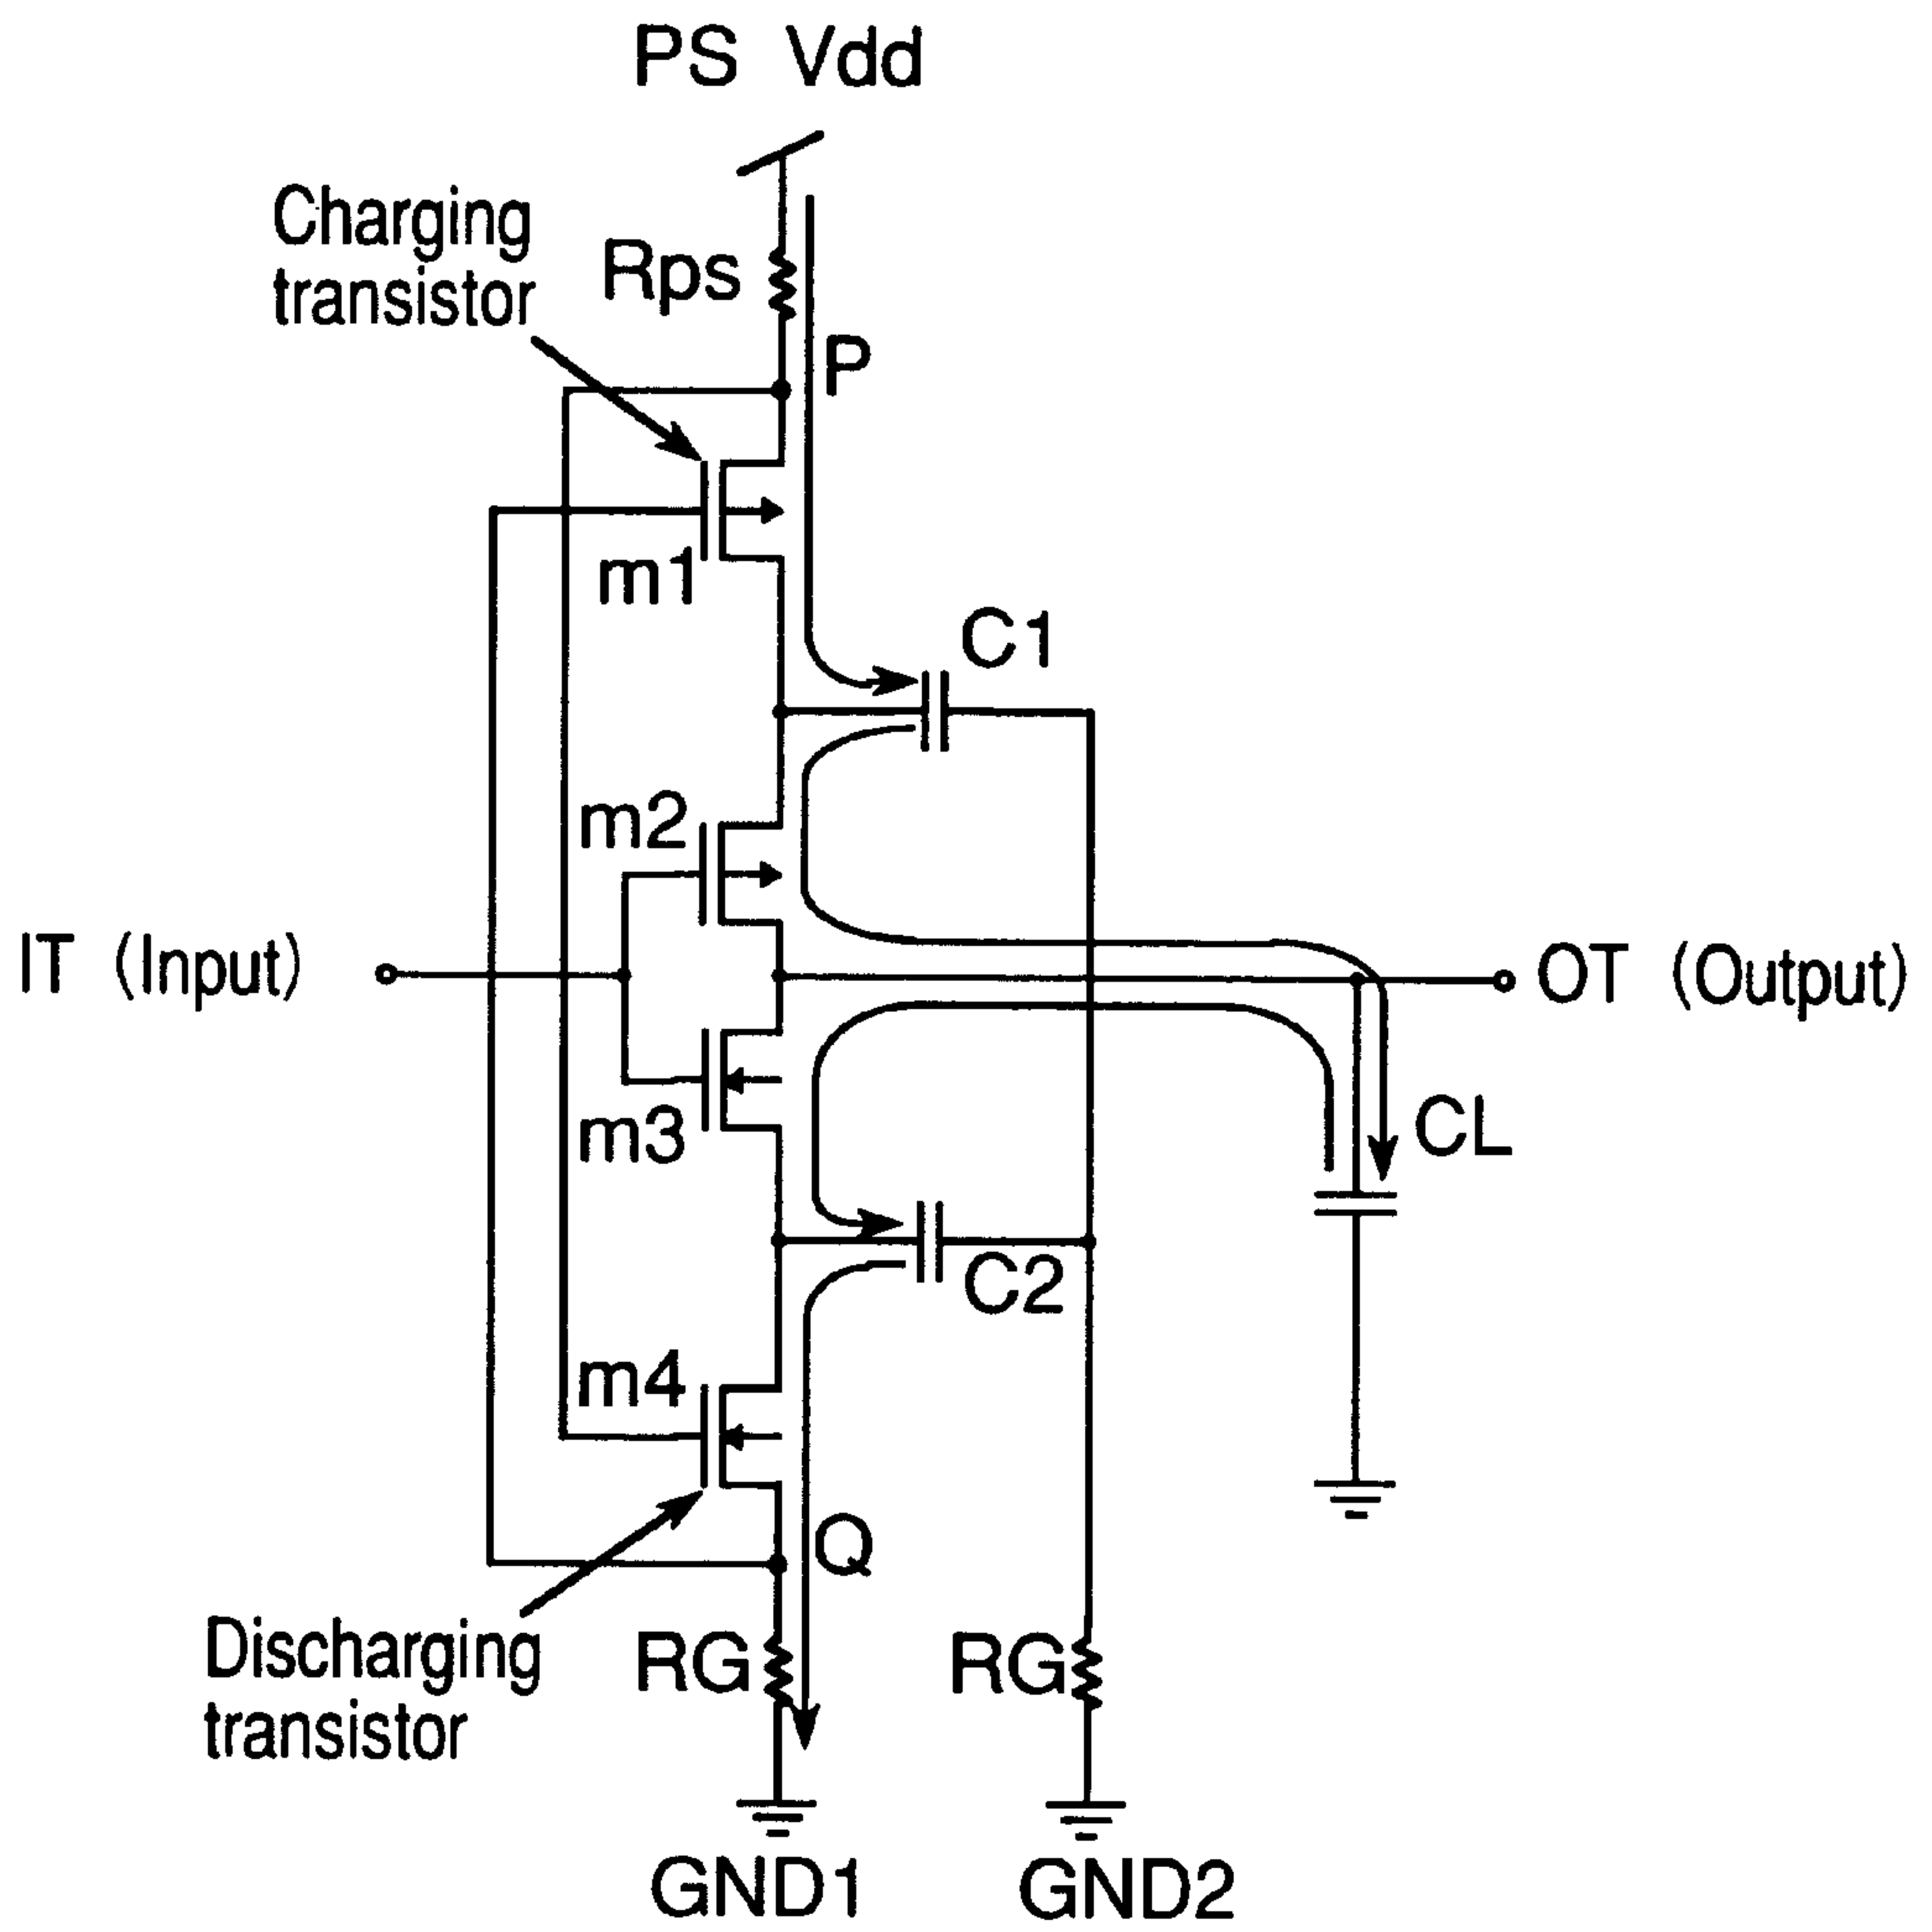 PS Vdd
Charging
transistor
Rps
P
m1
C1
m2
IT (Input)
OT (Output)
m3
CL
C2
m4
Q
Discharging
transistor
RG
RG
GND1
GND2